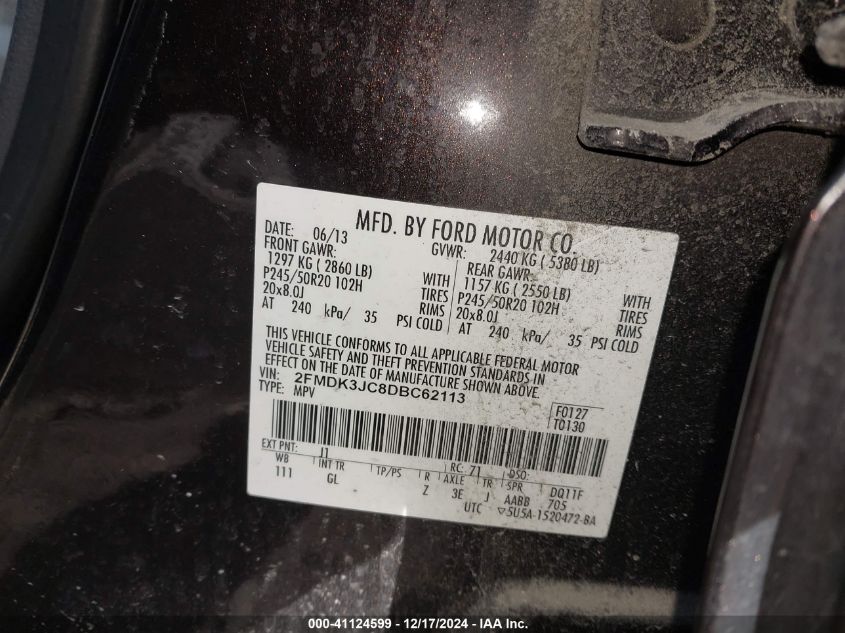 MFD. BY FORD MOTOR CO.
DATE: 06/13 GVWR: 2440 KG ( 5380 LB)
FRONT GAWR: REAR GAWR:
1297 KG ( 2860 LB) WITH 1157 KG ( 2550 LB) WITH
P245/50R20 102H TIRES P245/50R20 102H TIRES
20x8.0J RIMS 20x8.0J RIMS
AT 240 kPa/ 35 PSI COLD AT 240 kPa/ 35 PSI COLD
THIS VEHICLE CONFORMS TO ALL APPLICABLE FEDERAL MOTOR
VEHICLE SAFETY AND THEFT PREVENTION STANDARDS IN
EFFECT ON THE DATE OF MANUFACTURE SHOWN ABOVE.
VIN: 2FMDK3JC8DBC62113
TYPE: MPV
F0127
T0130
EXT PNT: J1 RC: 71 DSO:
WB INT TR TP/PS R AXLE TR SPR DQ11F
111 GL Z 3E J AABB 705
UTC ▽5U5A-1520472-BA
000-41124599 - 12/17/2024 - IAA Inc.